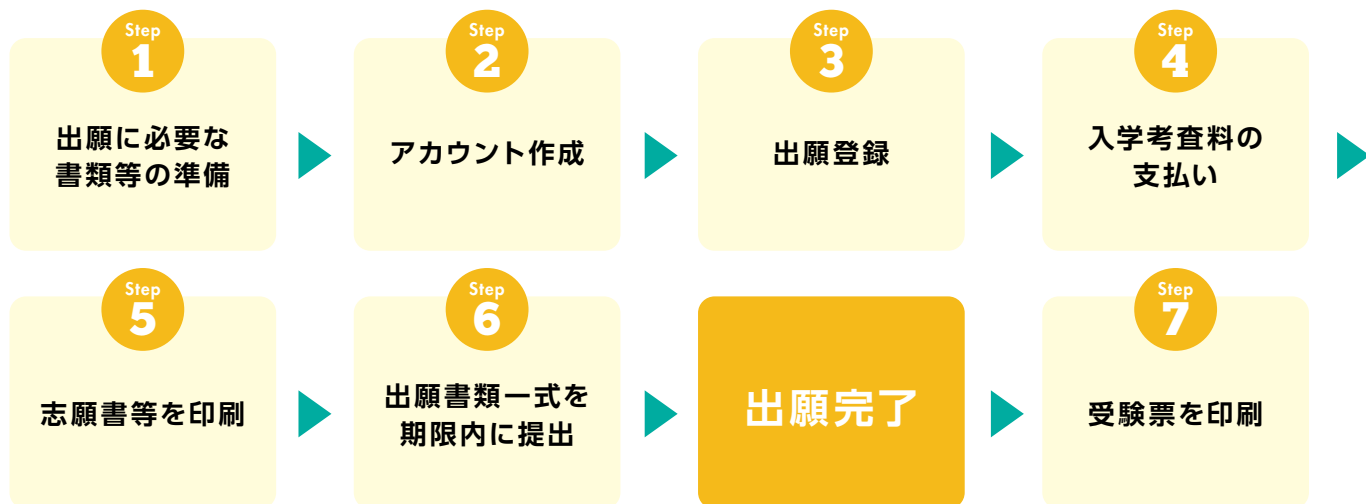 Step
1
出願に必要な
書類等の準備
Step
2
アカウント作成
Step
3
出願登録
Step
4
入学考査料の
支払い
Step
5
志願書等を印刷
Step
6
出願書類一式を
期限内に提出
出願完了
Step
7
受験票を印刷